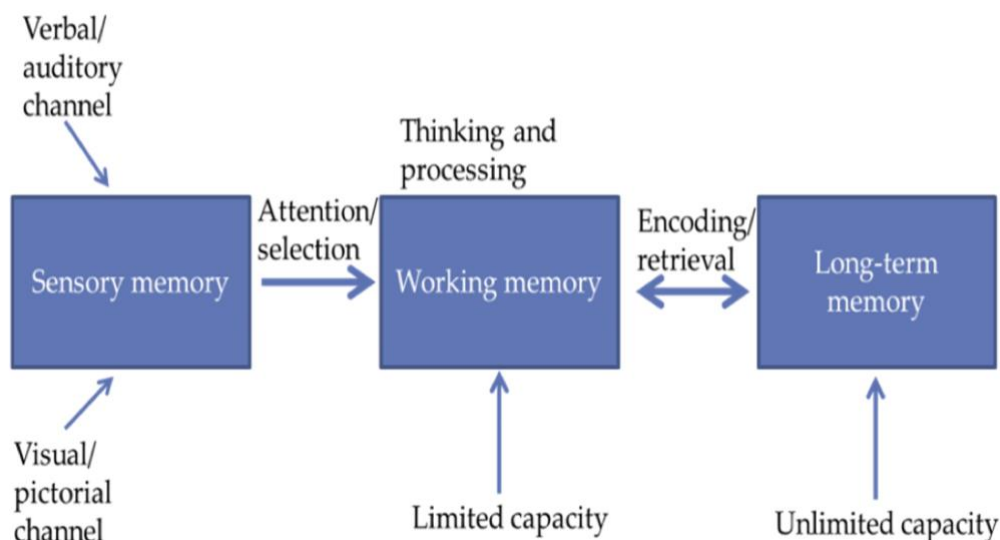 Verbal/
auditory
channel
Thinking and
processing
Attention/
selection
Encoding/
retrieval
Sensory memory
Working memory
Long-term
memory
Visual/
pictorial
channel
Limited capacity
Unlimited capacity